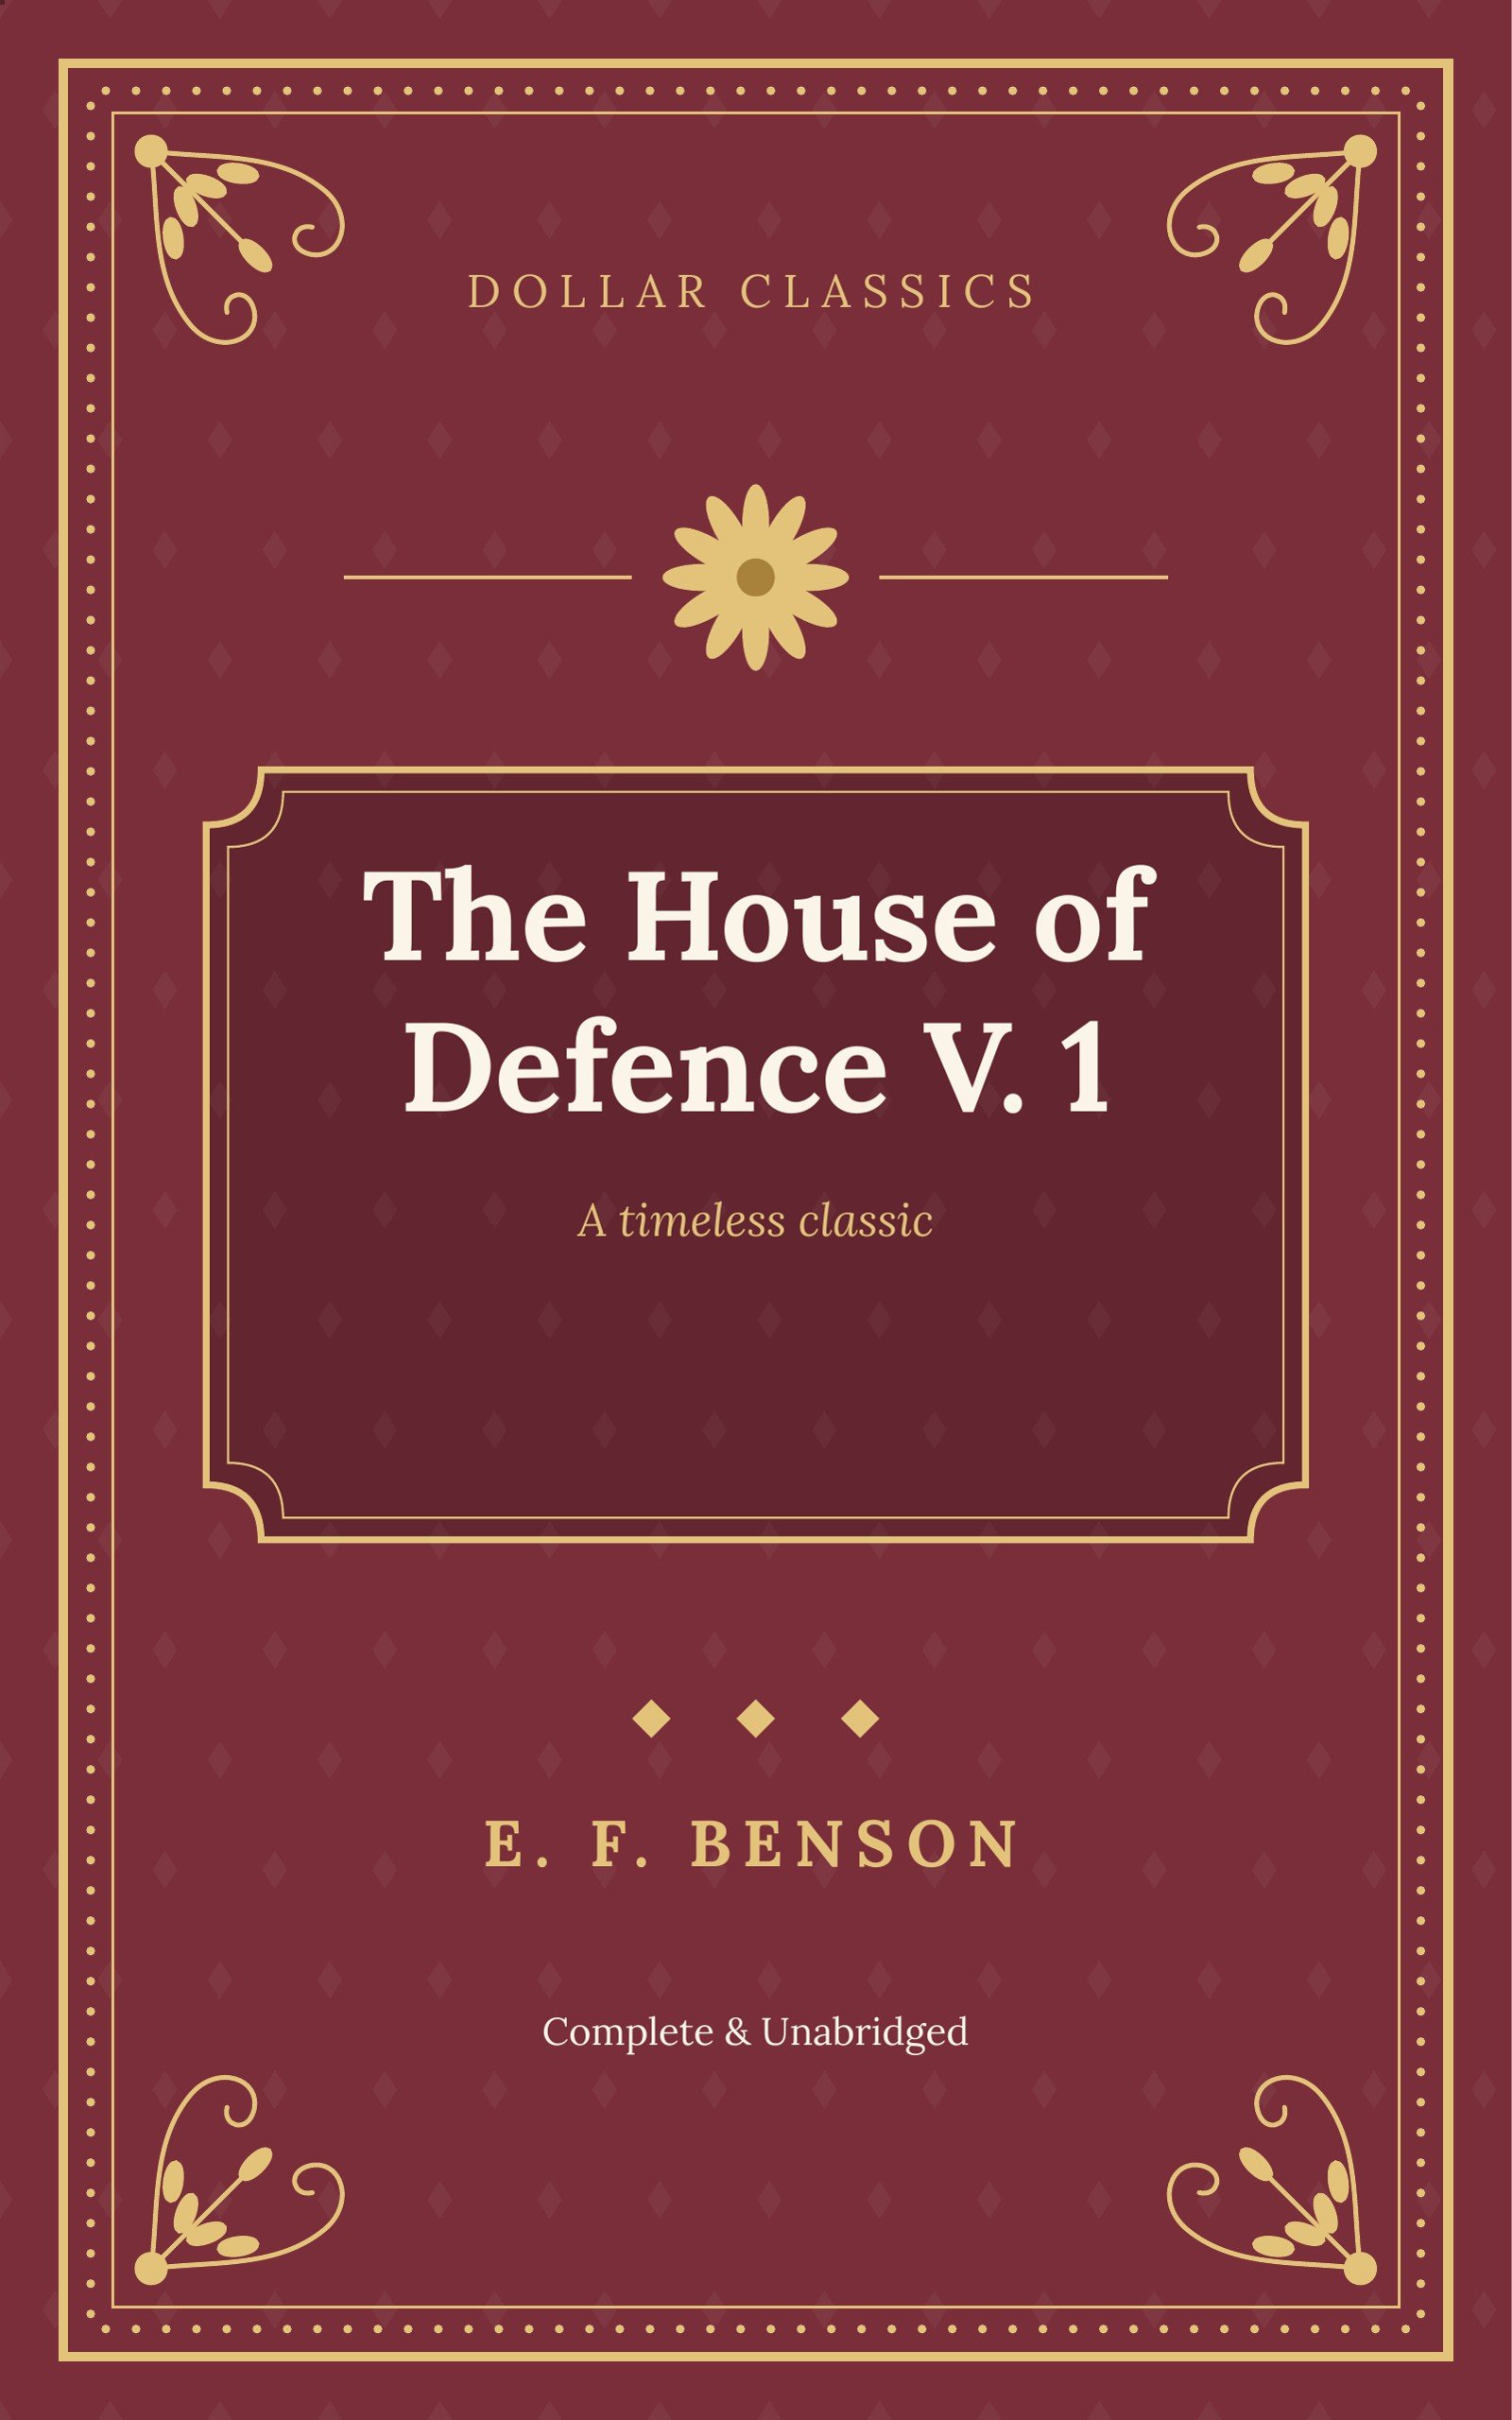 DOLLAR CLASSICS
The House of
Defence V. 1
A timeless classic
E. F. BENSON
Complete & Unabridged